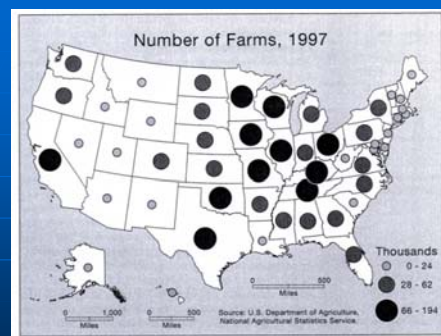 Number of Farms, 1997
Thousands
0 - 24
28 - 62
66 - 194
0 1,000
Miles
0 100
Miles
0 500
Miles
Source: U.S. Department of Agriculture,
National Agricultural Statistics Service.